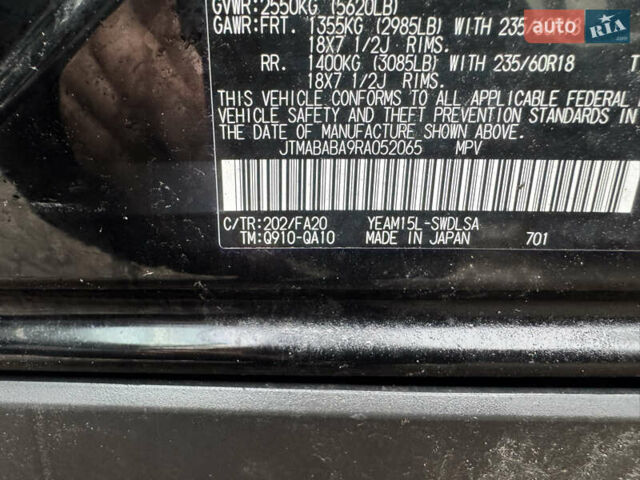 GVWR:2550KG (5620LB)
GAWR:FRT. 1355KG (2985LB) WITH 235/60R18
18X7 1/2J RIMS.
RR. 1400KG (3085LB) WITH 235/60R18 T
18X7 1/2J RIMS.
THIS VEHICLE CONFORMS TO ALL APPLICABLE FEDERAL
VEHICLE SAFETY AND THEFT PREVENTION STANDARDS
DATE OF MANUFACTURE SHOWN ABOVE.
JTMABABA9RA052065 MPV
C/TR:202/FA20 YEAM15L-SWDLSA
TM:Q910-QA10 MADE IN JAPAN 701
AUTO RIA .com